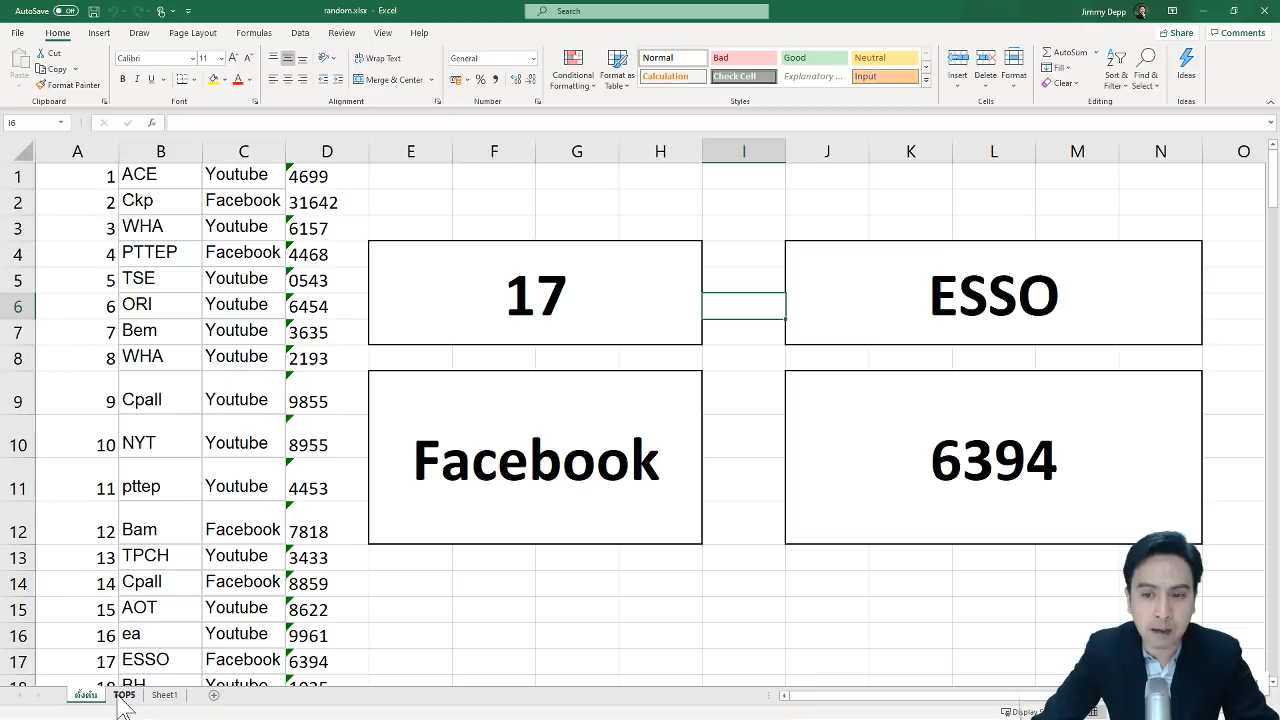 AutoSave Off
random.xlsx - Excel
Search
Jimmy Depp
File Home Insert Draw Page Layout Formulas Data Review View Help
Share Comments
Paste
Cut
Copy
Format Painter
Clipboard
Calibri 11
B I U
Font
Wrap Text
Merge & Center
Alignment
General
Number
Conditional Formatting
Format as Table
Normal Bad Good Neutral
Calculation Check Cell Explanatory ... Input
Styles
Insert Delete Format
Cells
AutoSum
Fill
Clear
Sort & Filter
Find & Select
Editing
Ideas
Ideas
I6
fx
A B C D E F G H I J K L M N O
1 1 ACE Youtube 4699
2 2 Ckp Facebook 31642
3 3 WHA Youtube 6157
4 4 PTTEP Facebook 4468
5 5 TSE Youtube 0543
6 6 ORI Youtube 6454
7 7 Bem Youtube 3635
8 8 WHA Youtube 2193
9 9 Cpall Youtube 9855
10 10 NYT Youtube 8955
11 11 pttep Youtube 4453
12 12 Bam Facebook 7818
13 13 TPCH Youtube 3433
14 14 Cpall Facebook 8859
15 15 AOT Youtube 8622
16 16 ea Youtube 9961
17 17 ESSO Facebook 6394
17
ESSO
Facebook
6394
ตั้งต้น TOP5 Sheet1
Display